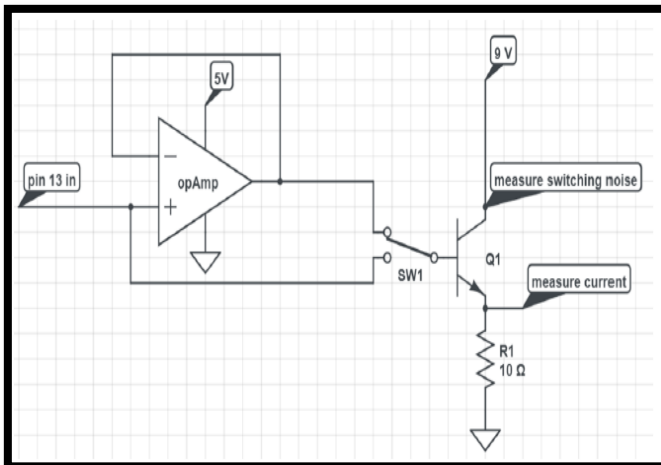 9 V
5V
pin 13 in
−
opAmp
+
measure switching noise
SW1
Q1
measure current
R1
10 Ω